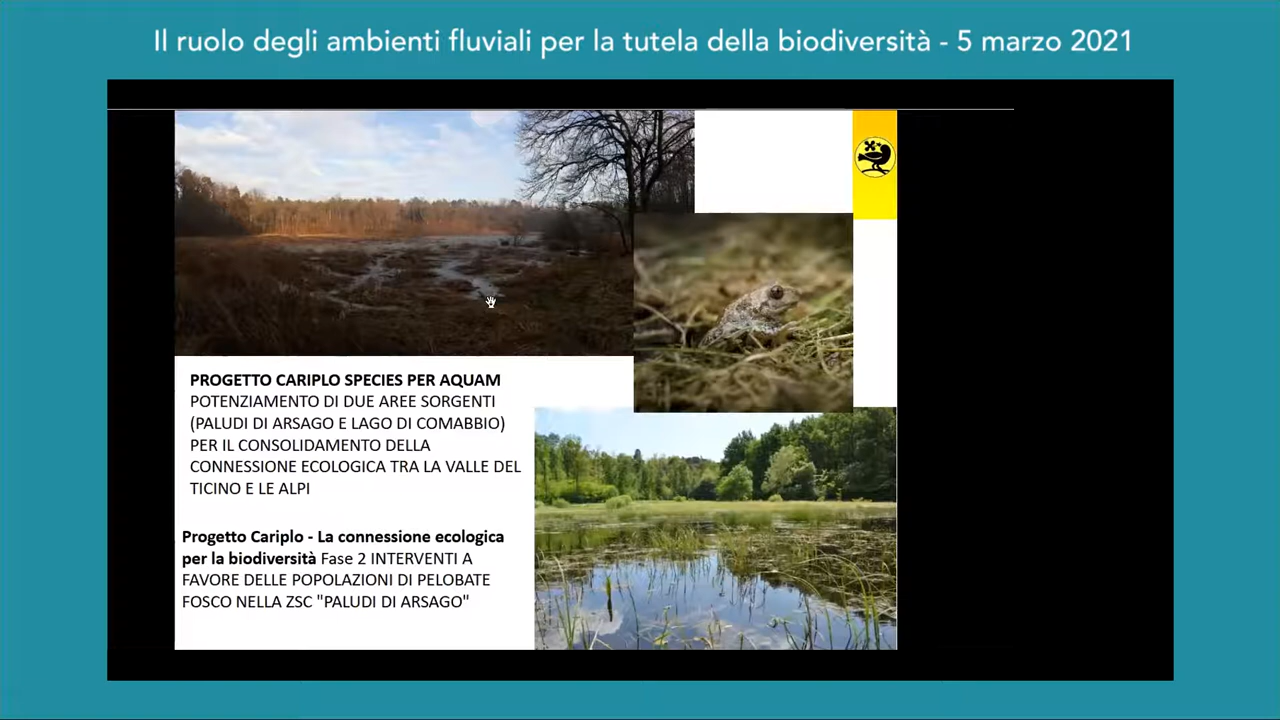 Il ruolo degli ambienti fluviali per la tutela della biodiversità - 5 marzo 2021
PROGETTO CARIPLO SPECIES PER AQUAM
POTENZIAMENTO DI DUE AREE SORGENTI
(PALUDI DI ARSAGO E LAGO DI COMABBIO)
PER IL CONSOLIDAMENTO DELLA
CONNESSIONE ECOLOGICA TRA LA VALLE DEL
TICINO E LE ALPI
Progetto Cariplo - La connessione ecologica
per la biodiversità Fase 2 INTERVENTI A
FAVORE DELLE POPOLAZIONI DI PELOBATE
FOSCO NELLA ZSC "PALUDI DI ARSAGO"